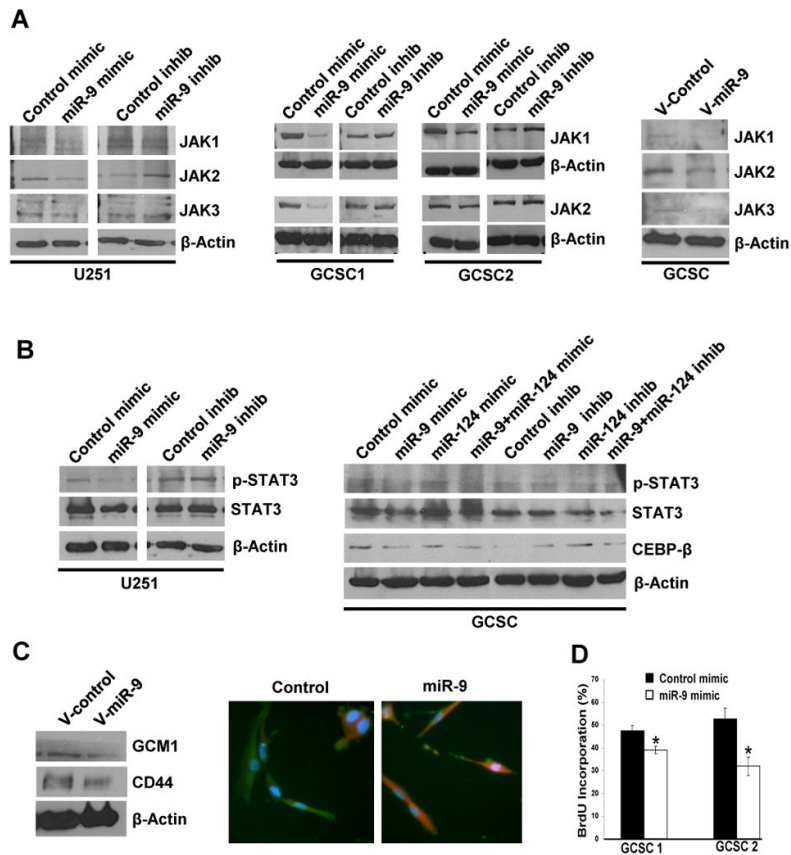 A
Control mimic
miR-9 mimic
Control inhib
miR-9 inhib
JAK1
JAK2
JAK3
β-Actin
U251
Control mimic
miR-9 mimic
Control inhib
miR-9 inhib
Control mimic
miR-9 mimic
Control inhib
miR-9 inhib
JAK1
β-Actin
JAK2
β-Actin
GCSC1
GCSC2
V-Control
V-miR-9
JAK1
JAK2
JAK3
β-Actin
GCSC
B
Control mimic
miR-9 mimic
Control inhib
miR-9 inhib
p-STAT3
STAT3
β-Actin
U251
Control mimic
miR-9 mimic
miR-124 mimic
miR-9+miR-124 mimic
Control inhib
miR-9 inhib
miR-124 inhib
miR-9+miR-124 inhib
p-STAT3
STAT3
CEBP-β
β-Actin
GCSC
C
V-control
V-miR-9
GCM1
CD44
β-Actin
Control
miR-9
D
BrdU Incorporation (%)
70
60
50
40
30
20
10
0
Control mimic
miR-9 mimic
*
*
GCSC 1
GCSC 2